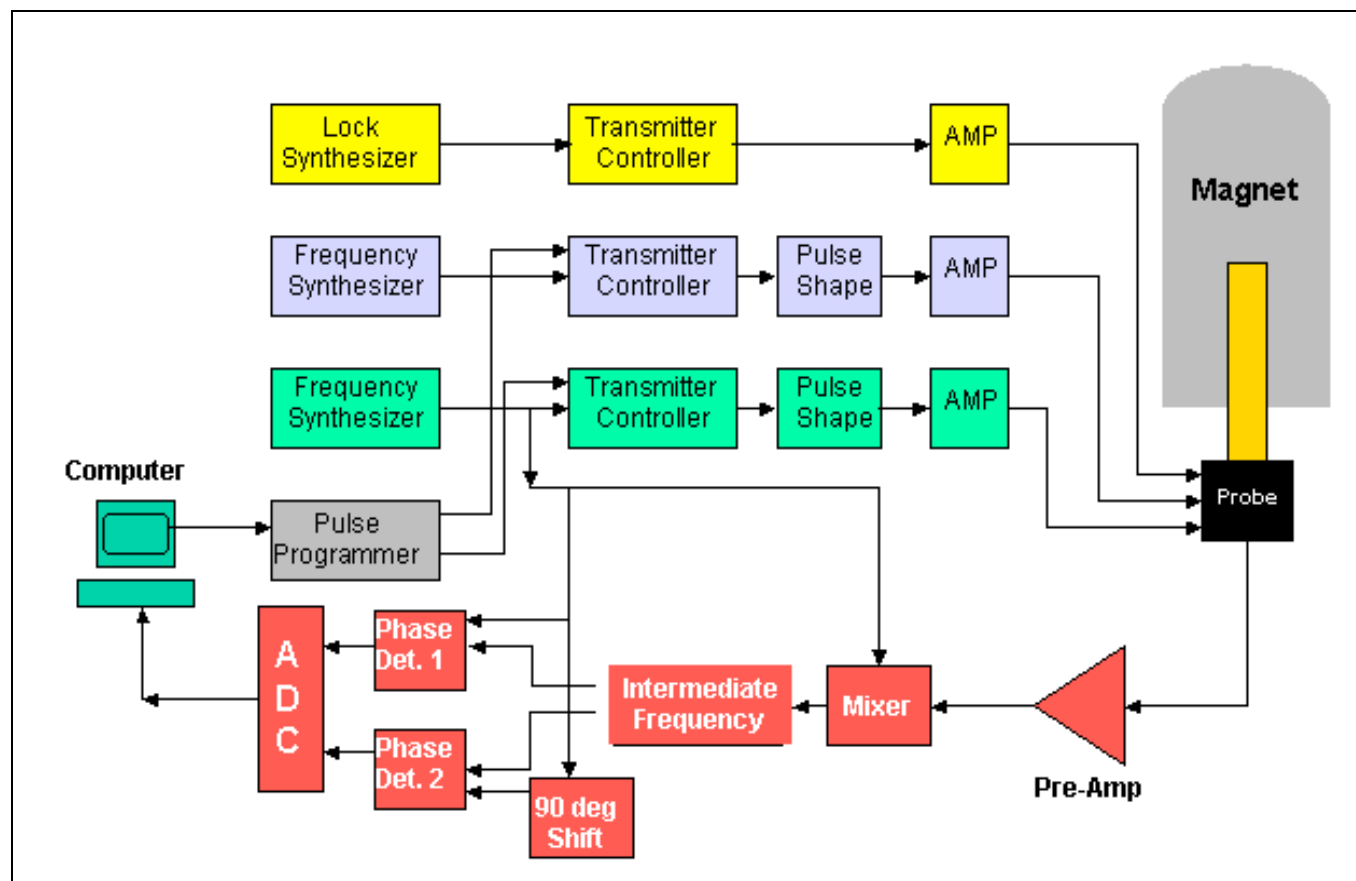 Lock
Synthesizer
Transmitter
Controller
AMP
Magnet
Frequency
Synthesizer
Transmitter
Controller
Pulse
Shape
AMP
Frequency
Synthesizer
Transmitter
Controller
Pulse
Shape
AMP
Computer
Probe
Pulse
Programmer
A
D
C
Phase
Det. 1
Intermediate
Frequency
Mixer
Phase
Det. 2
Pre-Amp
90 deg
Shift